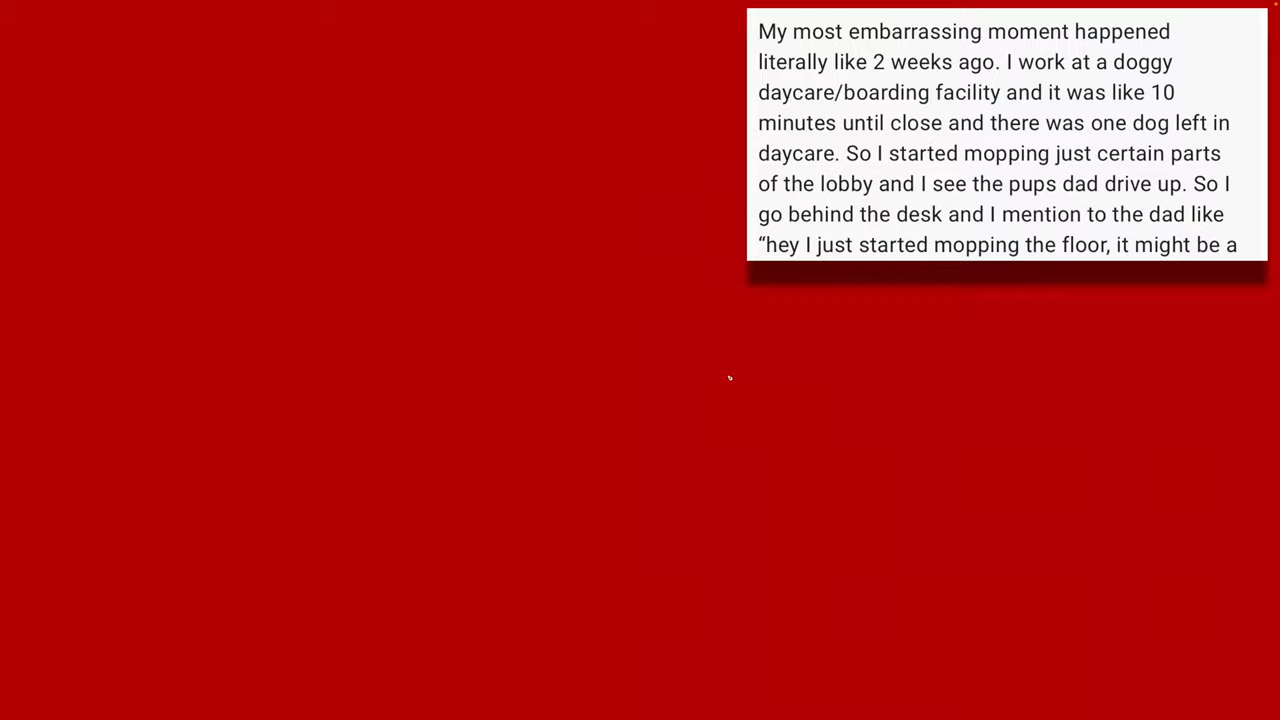 My most embarrassing moment happened
literally like 2 weeks ago. I work at a doggy
daycare/boarding facility and it was like 10
minutes until close and there was one dog left in
daycare. So I started mopping just certain parts
of the lobby and I see the pups dad drive up. So I
go behind the desk and I mention to the dad like
“hey I just started mopping the floor, it might be a